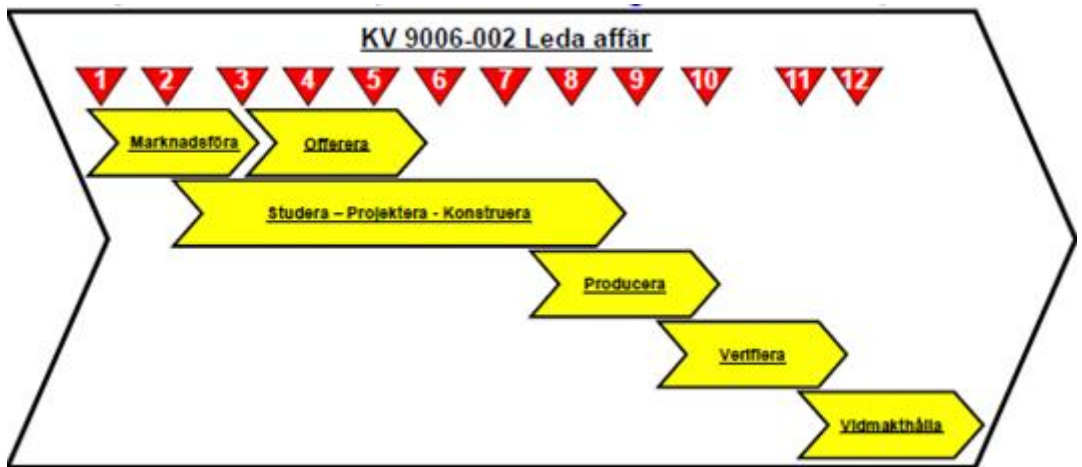 KV 9006-002 Leda affär
1 2 3 4 5 6 7 8 9 10 11 12
Marknadsföra
Offerera
Studera – Projektera - Konstruera
Producera
Verifiera
Vidmakthålla